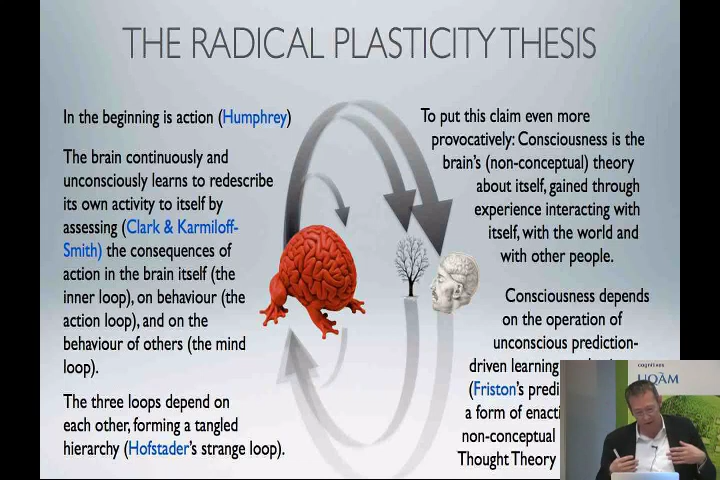 THE RADICAL PLASTICITY THESIS
In the beginning is action (Humphrey)
The brain continuously and
unconsciously learns to redescribe
its own activity to itself by
assessing (Clark & Karmiloff-
Smith) the consequences of
action in the brain itself (the
inner loop), on behaviour (the
action loop), and on the
behaviour of others (the mind
loop).
The three loops depend on
each other, forming a tangled
hierarchy (Hofstader's strange loop).
To put this claim even more
provocatively: Consciousness is the
brain's (non-conceptual) theory
about itself, gained through
experience interacting with
itself, with the world and
with other people.
Consciousness depends
on the operation of
unconscious prediction-
driven learning
(Friston's predi
a form of enacti
non-conceptual
Thought Theory
cognitives
UQÀM